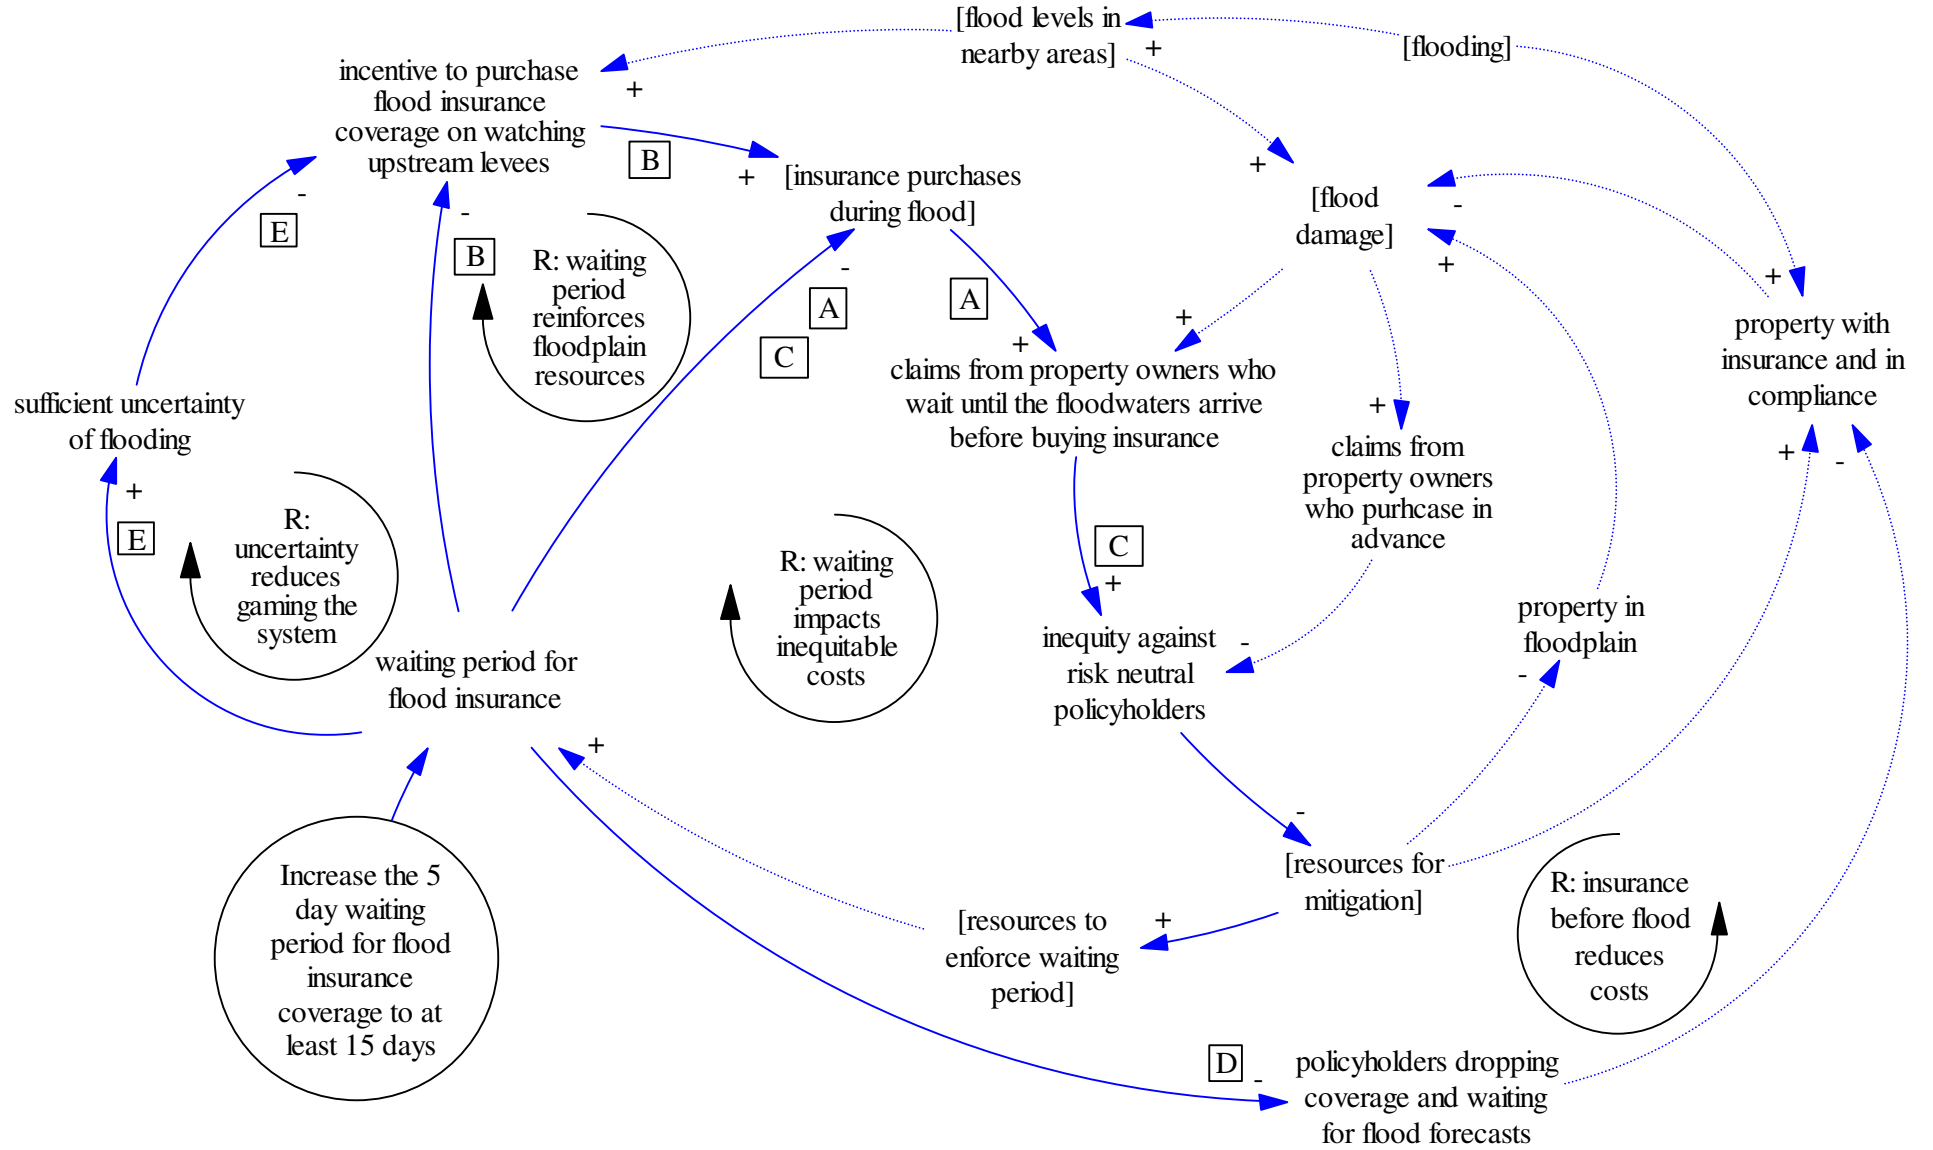 [flood levels in
nearby areas]
+
[flooding]
incentive to purchase
flood insurance
coverage on watching
upstream levees
+
B
+
[insurance purchases
during flood]
+
[flood
damage]
-
+
-
E
-
B
R: waiting
period
reinforces
floodplain
resources
-
A
C
A
+
+
+
property with
insurance and in
compliance
+
-
sufficient uncertainty
of flooding
+
E
claims from property owners who
wait until the floodwaters arrive
before buying insurance
+
claims from
property owners
who purhcase in
advance
R:
uncertainty
reduces
gaming the
system
R: waiting
period
impacts
inequitable
costs
C
+
inequity against
risk neutral
policyholders
-
property in
floodplain
-
waiting period for
flood insurance
+
-
[resources for
mitigation]
Increase the 5
day waiting
period for flood
insurance
coverage to at
least 15 days
[resources to
enforce waiting
period]
+
R: insurance
before flood
reduces
costs
D
-
policyholders dropping
coverage and waiting
for flood forecasts